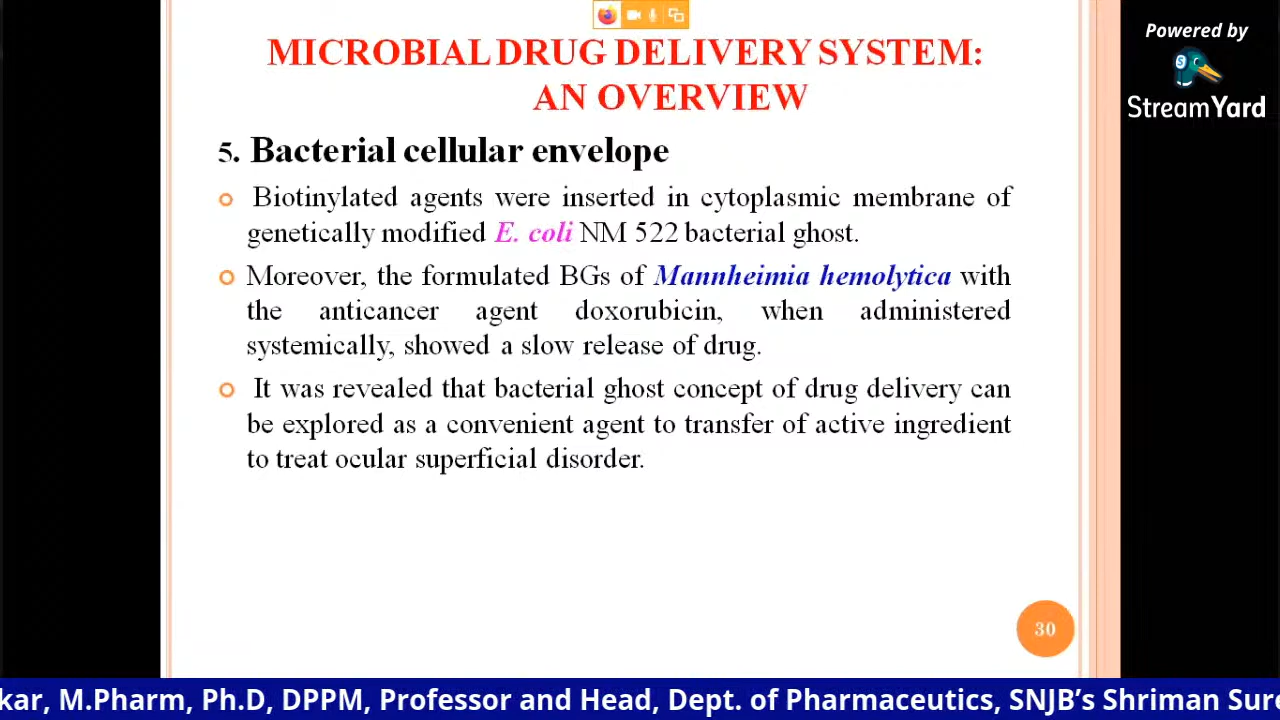 MICROBIAL DRUG DELIVERY SYSTEM:
AN OVERVIEW
Powered by
StreamYard
5. Bacterial cellular envelope
Biotinylated agents were inserted in cytoplasmic membrane of
genetically modified E. coli NM 522 bacterial ghost.
Moreover, the formulated BGs of Mannheimia hemolytica with
the anticancer agent doxorubicin, when administered
systemically, showed a slow release of drug.
It was revealed that bacterial ghost concept of drug delivery can
be explored as a convenient agent to transfer of active ingredient
to treat ocular superficial disorder.
30
kar, M.Pharm, Ph.D, DPPM, Professor and Head, Dept. of Pharmaceutics, SNJB’s Shriman Sure